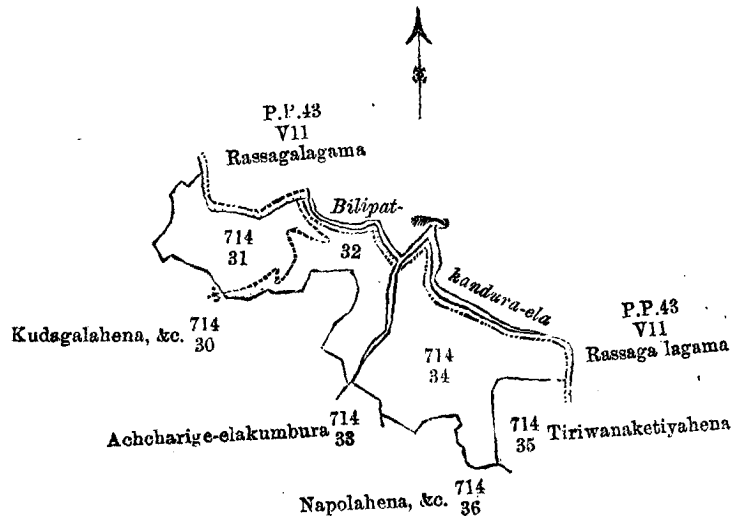 P.P.43
V11
Rassagalagama
Bilipat-
714
31
32
kandura-ela
P.P.43
V11
Rassaga lagama
Kudagalahena, &c. 714
30
714
34
Achcharige-elakumbura 714
33
714
35 Tiriwanaketiyahena
Napolahena, &c. 714
36